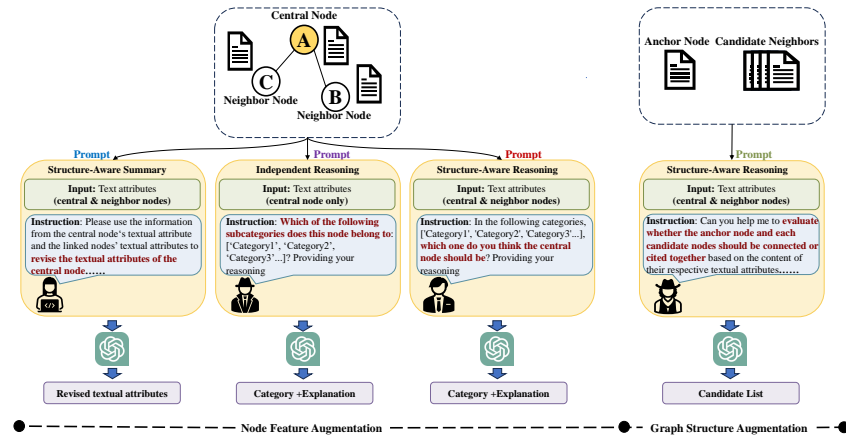 Central Node
A
C
B
Neighbor Node
Neighbor Node
Anchor Node Candidate Neighbors
Prompt
Prompt
Prompt
Prompt
Structure-Aware Summary
Input: Text attributes
(central & neighbor nodes)
Instruction: Please use the information
from the central node's textual attribute
and the linked nodes' textual attributes to
revise the textual attributes of the
central node......
Revised textual attributes
Independent Reasoning
Input: Text attributes
(central node only)
Instruction: Which of the following
subcategories does this node belong to:
['Category1', 'Category2',
'Category3'...]? Providing your
reasoning
Category +Explanation
Structure-Aware Reasoning
Input: Text attributes
(central & neighbor nodes)
Instruction: In the following categories,
['Category1', 'Category2', 'Category3'...],
which one do you think the central
node should be? Providing your
reasoning
Category +Explanation
Structure-Aware Reasoning
Input: Text attributes
(central & neighbor nodes)
Instruction: Can you help me to evaluate
whether the anchor node and each
candidate nodes should be connected or
cited together based on the content of
their respective textual attributes......
Candidate List
Node Feature Augmentation
Graph Structure Augmentation